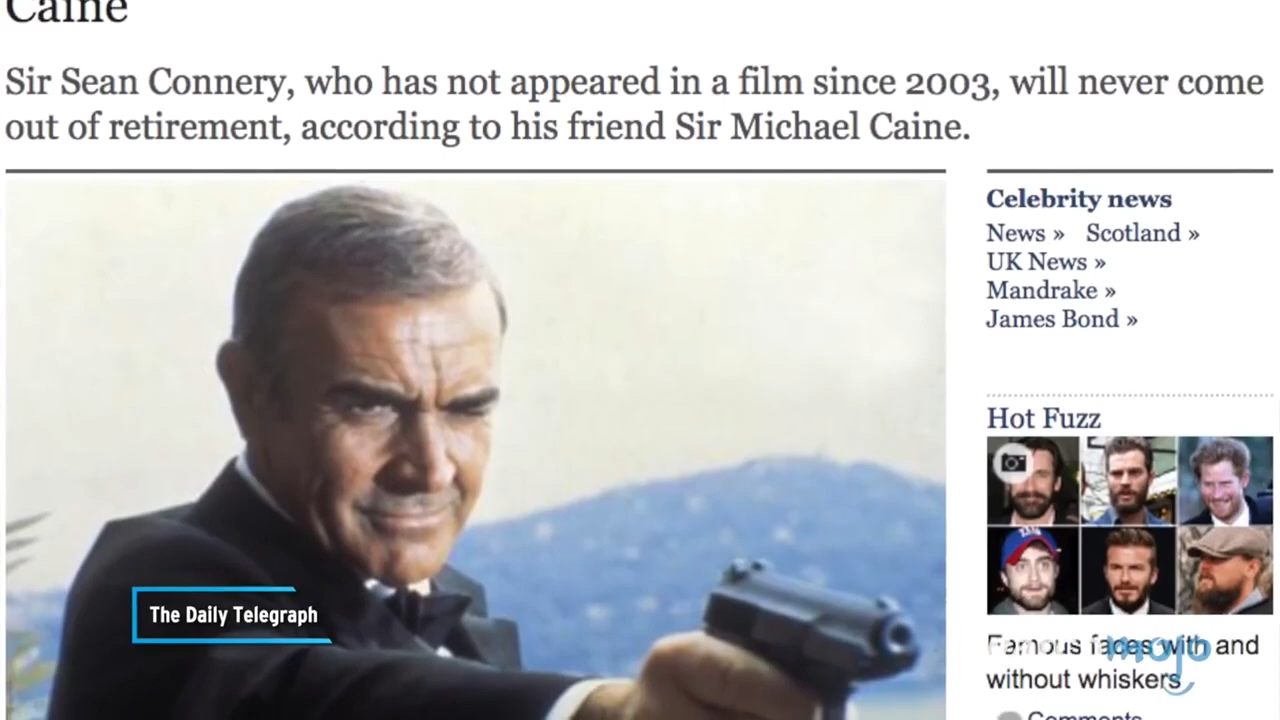 Caine
Sir Sean Connery, who has not appeared in a film since 2003, will never come
out of retirement, according to his friend Sir Michael Caine.
Celebrity news
News » Scotland »
UK News »
Mandrake »
James Bond »
Hot Fuzz
The Daily Telegraph
Famous faces with and
without whiskers
mojo
Comments